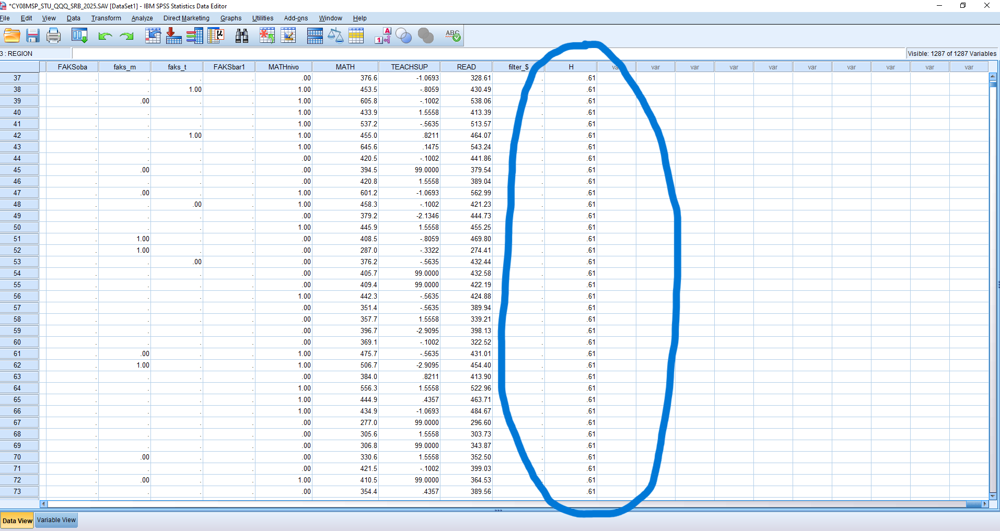 *CY08MSP_STU_QQQ_SRB_2025.SAV [DataSet1] - IBM SPSS Statistics Data Editor
File Edit View Data Transform Analyze Direct Marketing Graphs Utilities Add-ons Window Help
3 : REGION Visible: 1287 of 1287 Variables
FAKSoba faks_m faks_t FAKSbar1 MATHnivo MATH TEACHSUP READ filter_$ H var var var var var var var var var var
37 . . . . .00 376.6 -1.0693 328.61 . .61
38 . . 1.00 . 1.00 453.5 -.8059 430.49 . .61
39 . .00 . . 1.00 605.8 -.1002 538.06 . .61
40 . . . . 1.00 433.9 1.5558 413.39 . .61
41 . . . . 1.00 537.2 -.5635 513.57 . .61
42 . . 1.00 . 1.00 455.0 .8211 464.07 . .61
43 . . . . 1.00 645.6 .1475 543.24 . .61
44 . . . . .00 420.5 -.1002 441.86 . .61
45 . .00 . . .00 394.5 99.0000 379.54 . .61
46 . . . . .00 420.8 1.5558 389.04 . .61
47 . .00 . . 1.00 601.2 -1.0693 562.99 . .61
48 . . .00 . 1.00 458.3 -.1002 421.23 . .61
49 . . . . .00 379.2 -2.1346 444.73 . .61
50 . . . . 1.00 445.9 1.5558 455.25 . .61
51 . 1.00 . . .00 408.5 -.8059 469.80 . .61
52 . 1.00 . . .00 287.0 -.3322 274.41 . .61
53 . . .00 . .00 376.2 -.5635 432.44 . .61
54 . . . . .00 405.7 99.0000 432.58 . .61
55 . . . . .00 409.4 99.0000 422.19 . .61
56 . . . . 1.00 442.3 -.5635 424.88 . .61
57 . . . . .00 351.4 -.5635 389.94 . .61
58 . . . . .00 357.7 1.5558 339.21 . .61
59 . . . . .00 396.7 -2.9095 398.13 . .61
60 . . . . .00 369.1 -.1002 322.52 . .61
61 . .00 . . 1.00 475.7 -.5635 431.01 . .61
62 . 1.00 . . 1.00 506.7 -2.9095 454.40 . .61
63 . . . . .00 384.0 .8211 413.90 . .61
64 . . . . 1.00 556.3 1.5558 522.96 . .61
65 . . . . 1.00 444.9 .4357 463.71 . .61
66 . . . . 1.00 434.9 -1.0693 484.67 . .61
67 . . . . .00 277.0 99.0000 296.60 . .61
68 . . . . .00 305.6 1.5558 303.73 . .61
69 . . . . .00 306.8 99.0000 343.87 . .61
70 . .00 . . .00 330.6 1.5558 352.50 . .61
71 . . . . .00 421.5 -.1002 399.03 . .61
72 . .00 . . 1.00 410.5 99.0000 364.53 . .61
73 . . . . .00 354.4 .4357 389.56 . .61
Data View Variable View